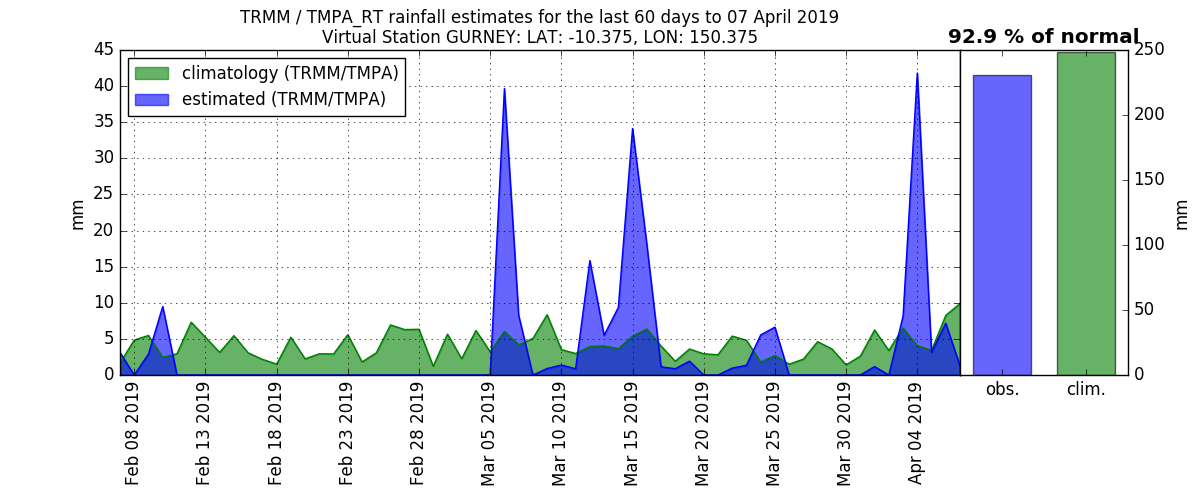 TRMM / TMPA_RT rainfall estimates for the last 60 days to 07 April 2019
Virtual Station GURNEY: LAT: -10.375, LON: 150.375
92.9 % of normal
climatology (TRMM/TMPA)
estimated (TRMM/TMPA)
45
40
35
30
25
20
15
10
5
0
mm
Feb 08 2019
Feb 13 2019
Feb 18 2019
Feb 23 2019
Feb 28 2019
Mar 05 2019
Mar 10 2019
Mar 15 2019
Mar 20 2019
Mar 25 2019
Mar 30 2019
Apr 04 2019
250
200
150
100
50
0
mm
obs.
clim.